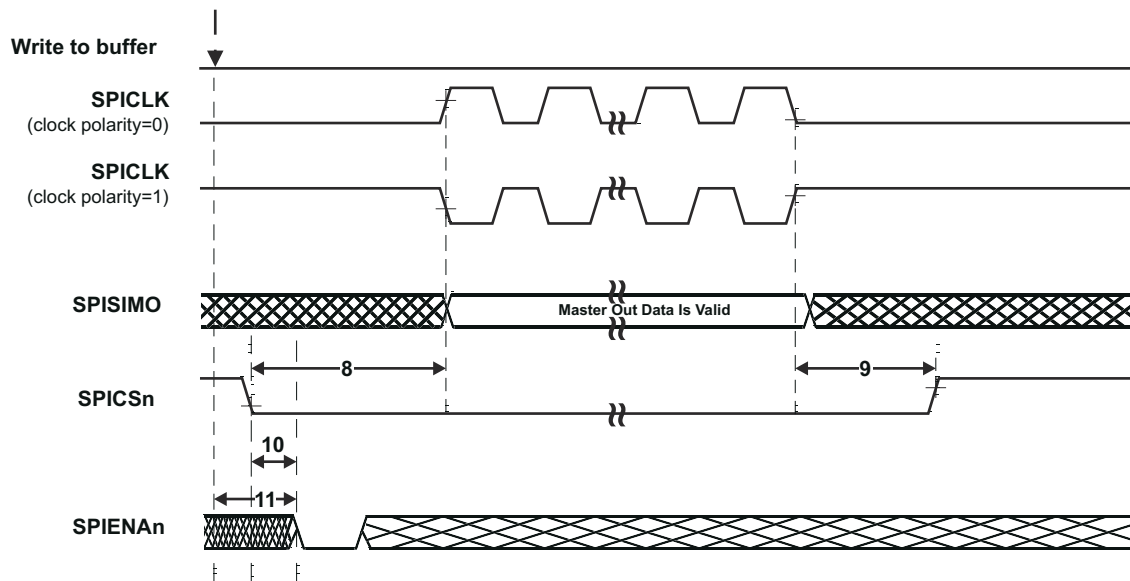 Write to buffer
SPICLK
(clock polarity=0)
SPICLK
(clock polarity=1)
SPISIMO
Master Out Data Is Valid
8
9
SPICSn
10
11
SPIENAn